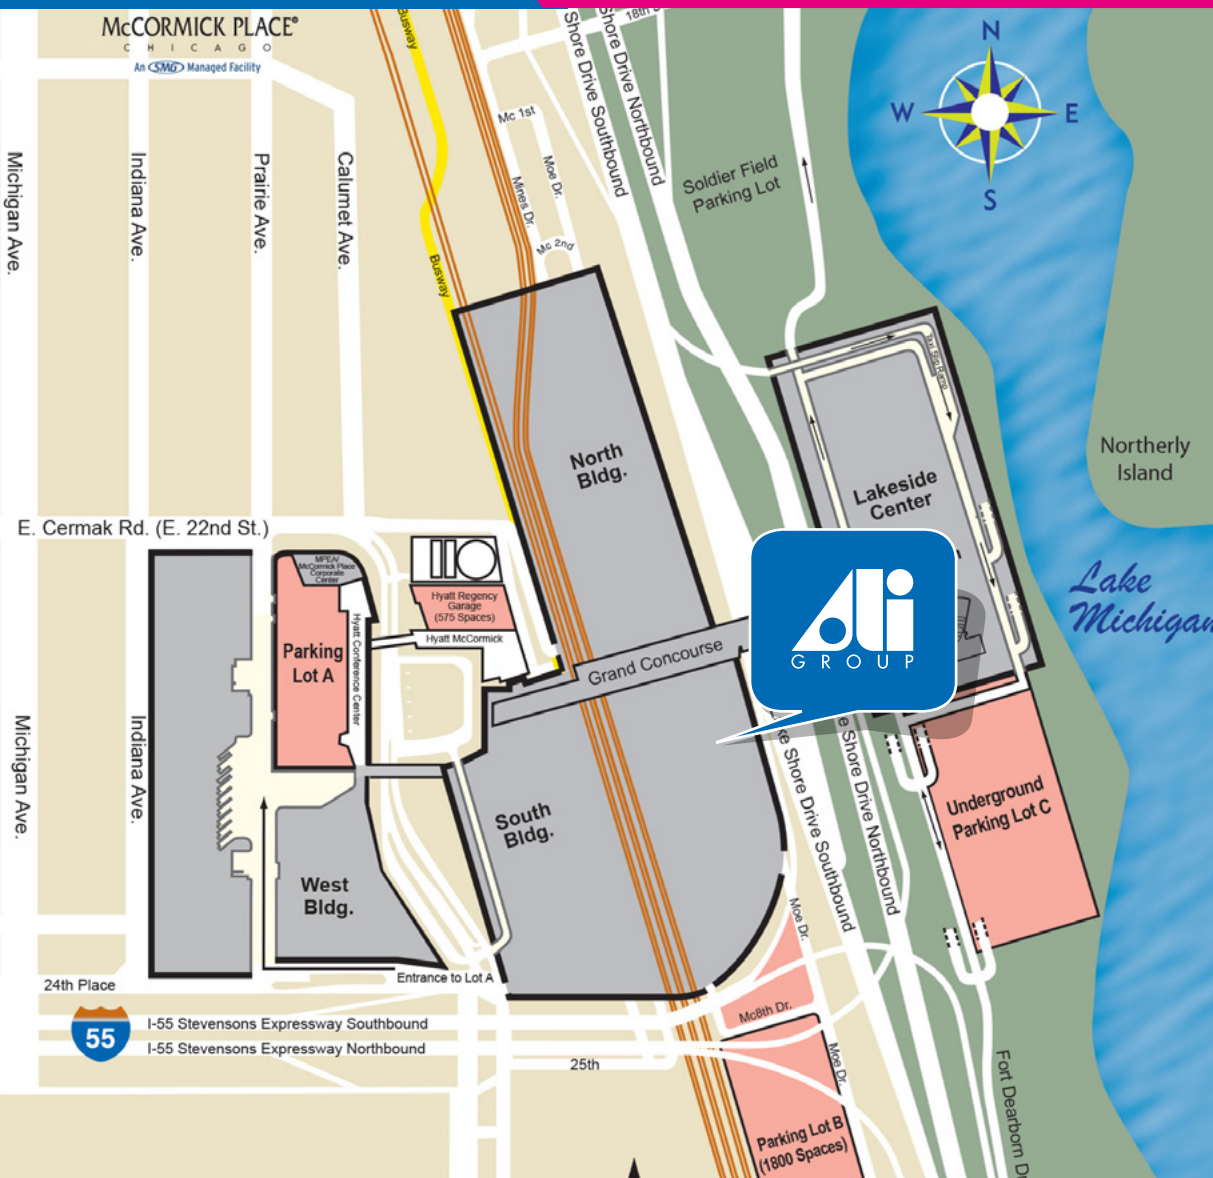 McCORMICK PLACE®
CHICAGO
An SMG Managed Facility
Busway
18th
Shore Drive Southbound
Shore Drive Northbound
N
W
E
S
Mc 1st
Moe Dr.
Mines Dr.
Mc 2nd
Soldier Field
Parking Lot
Michigan Ave.
Indiana Ave.
Prairie Ave.
Calumet Ave.
Busway
North
Bldg.
Lakeside
Center
Northerly
Island
E. Cermak Rd. (E. 22nd St.)
MPEA/
McCormick Place
Corporate
Center
Hyatt Regency
Garage
(575 Spaces)
Hyatt McCormick
Hyatt Conference Center
Parking
Lot A
Grand Concourse
ali
GROUP
Lake
Michigan
Michigan Ave.
Indiana Ave.
South
Bldg.
Shore Drive Southbound
Shore Drive Northbound
Underground
Parking Lot C
West
Bldg.
Moe Dr.
Entrance to Lot A
24th Place
55
I-55 Stevensons Expressway Southbound
I-55 Stevensons Expressway Northbound
25th
Mc8th Dr.
Moe Dr.
Parking Lot B
(1800 Spaces)
Fort Dearborn Dr